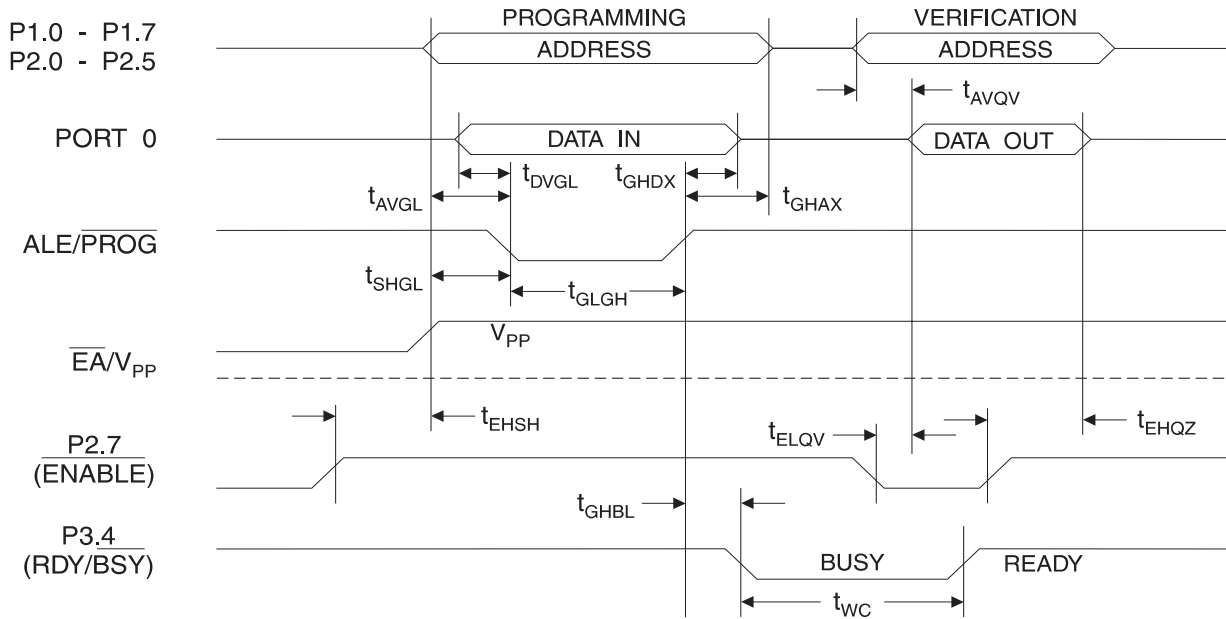 PROGRAMMING VERIFICATION
P1.0 - P1.7
P2.0 - P2.5
ADDRESS ADDRESS
tAVQV
PORT 0 DATA IN DATA OUT
tDVGL tGHDX
tAVGL tGHAX
ALE/PROG
tSHGL tGLGH
VPP
EA/VPP
tEHSH tELQV tEHQZ
P2.7
(ENABLE)
tGHBL
P3.4
(RDY/BSY)
BUSY READY
tWC